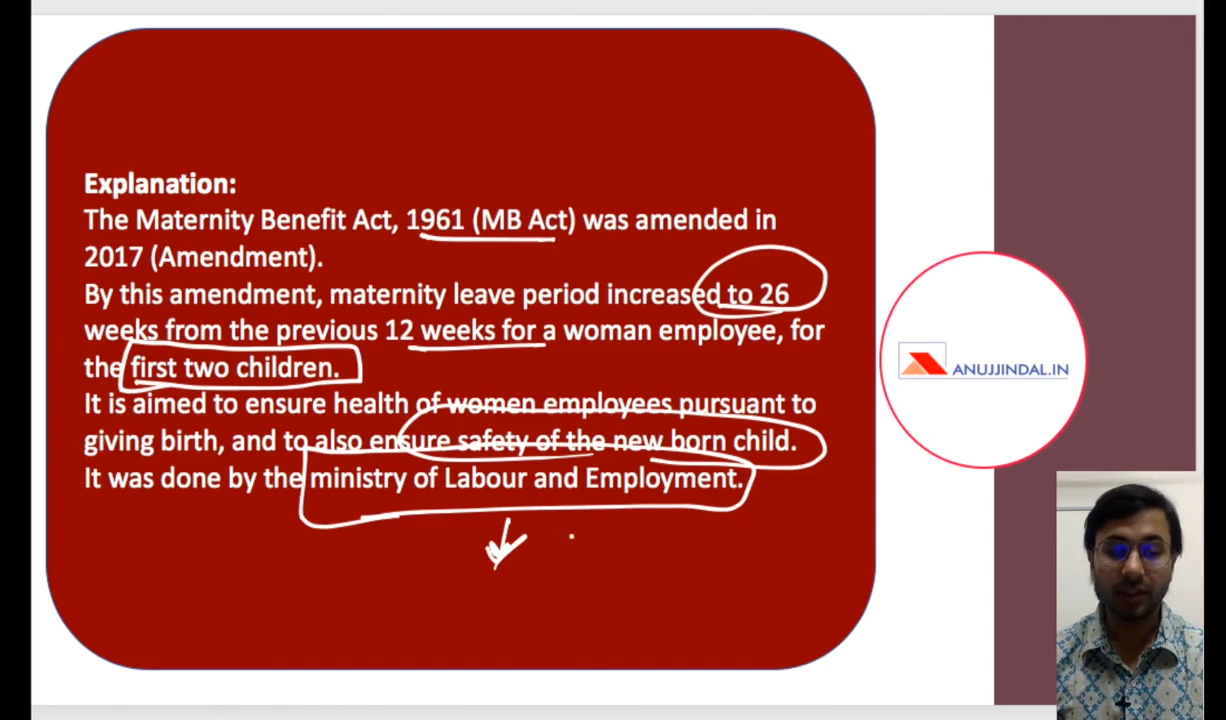 Explanation:
The Maternity Benefit Act, 1961 (MB Act) was amended in
2017 (Amendment).
By this amendment, maternity leave period increased to 26
weeks from the previous 12 weeks for a woman employee, for
the first two children.
It is aimed to ensure health of women employees pursuant to
giving birth, and to also ensure safety of the new born child.
It was done by the ministry of Labour and Employment.
ANUJJINDAL.IN